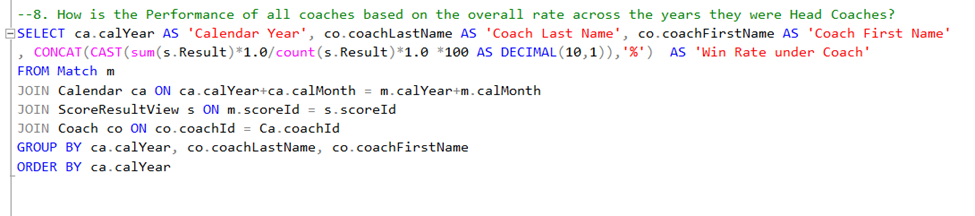 --8. How is the Performance of all coaches based on the overall rate across the years they were Head Coaches?
SELECT ca.calYear AS 'Calendar Year', co.coachLastName AS 'Coach Last Name', co.coachFirstName AS 'Coach First Name'
, CONCAT(CAST(sum(s.Result)*1.0/count(s.Result)*1.0 *100 AS DECIMAL(10,1)),'%')  AS 'Win Rate under Coach'
FROM Match m
JOIN Calendar ca ON ca.calYear+ca.calMonth = m.calYear+m.calMonth
JOIN ScoreResultView s ON m.scoreId = s.scoreId
JOIN Coach co ON co.coachId = Ca.coachId
GROUP BY ca.calYear, co.coachLastName, co.coachFirstName
ORDER BY ca.calYear